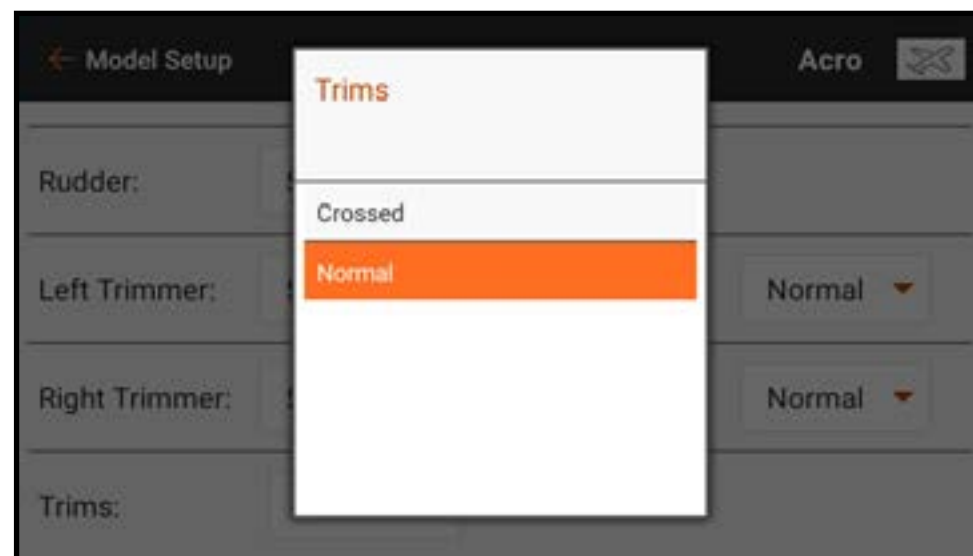 ← Model Setup
Acro
Trims
Rudder:
Crossed
Normal
Left Trimmer:
Normal
Right Trimmer:
Normal
Trims: